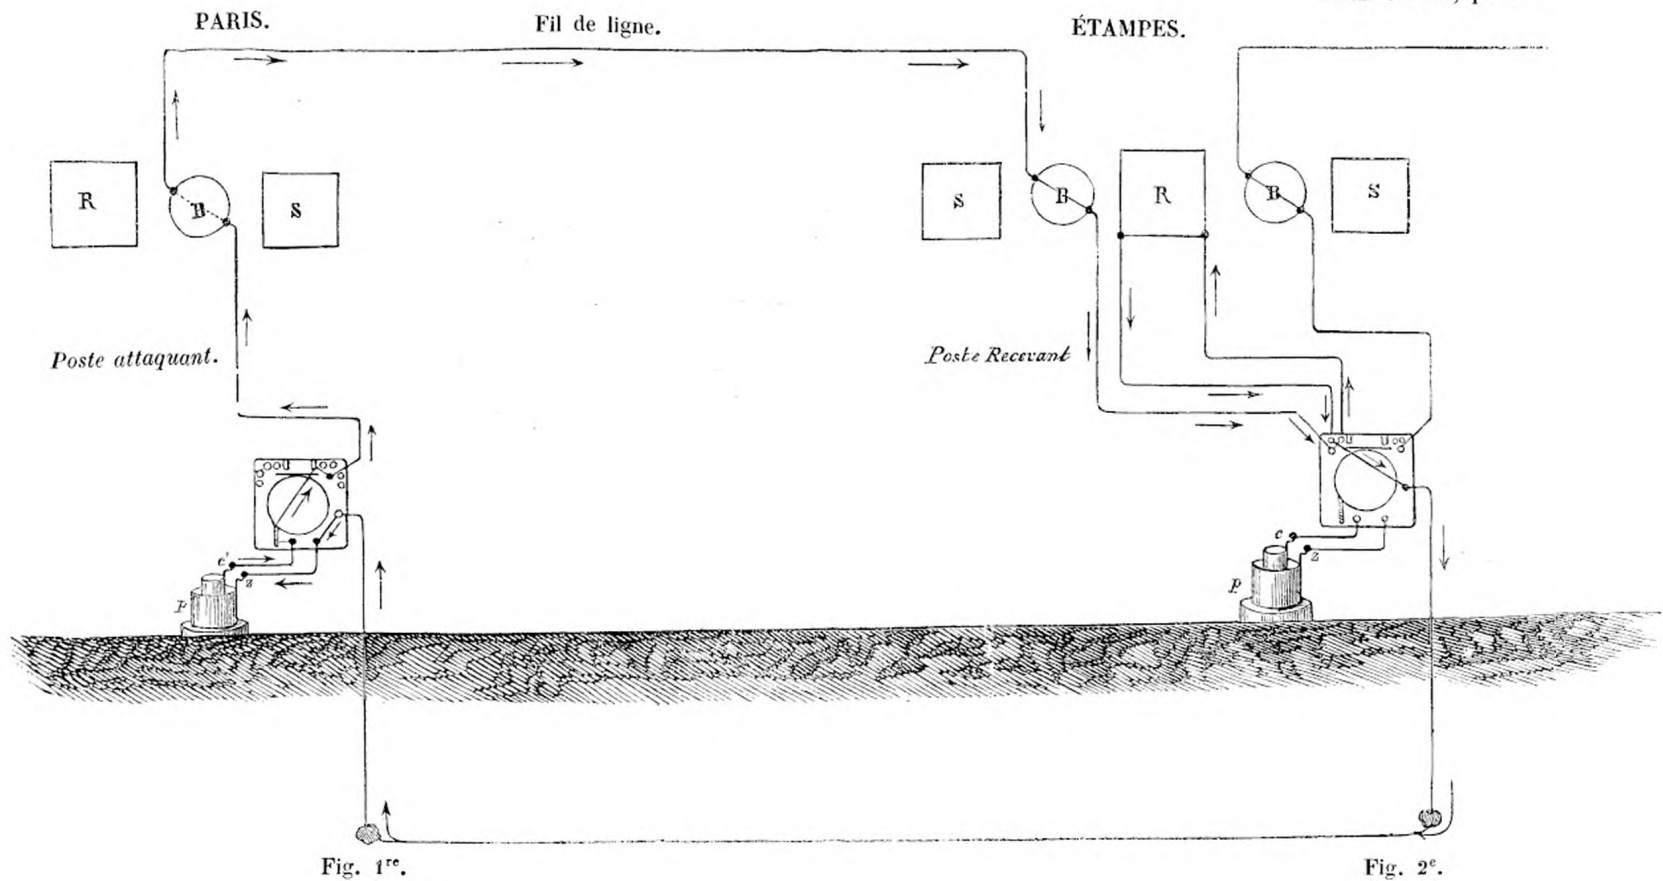 PARIS.
Fil de ligne.
ÉTAMPES.
R
B
S
S
B
R
B
S
Poste attaquant.
Poste Recevant
c'
z
P
c
z
P
Fig. 1re.
Fig. 2e.